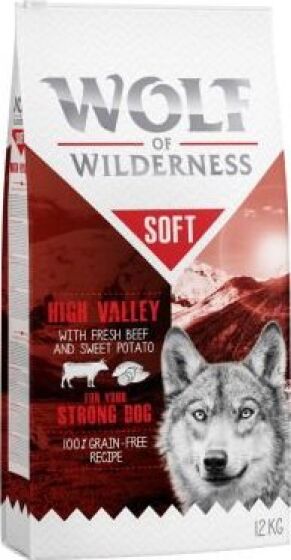 WOLF
OF
WILDERNESS
SOFT
HIGH VALLEY
WITH FRESH BEEF
AND SWEET POTATO
FOR YOUR
STRONG DOG
100% GRAIN-FREE
RECIPE
12 KG